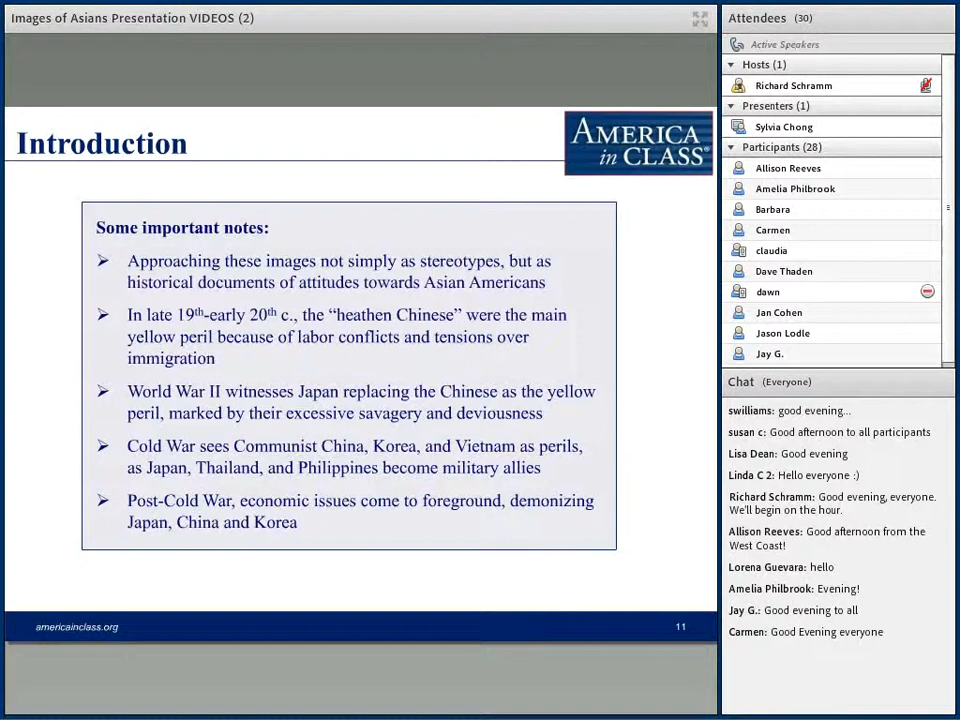 Images of Asians Presentation VIDEOS (2)
Introduction
AMERICA
in CLASS®
Some important notes:
Approaching these images not simply as stereotypes, but as
historical documents of attitudes towards Asian Americans
In late 19th-early 20th c., the “heathen Chinese” were the main
yellow peril because of labor conflicts and tensions over
immigration
World War II witnesses Japan replacing the Chinese as the yellow
peril, marked by their excessive savagery and deviousness
Cold War sees Communist China, Korea, and Vietnam as perils,
as Japan, Thailand, and Philippines become military allies
Post-Cold War, economic issues come to foreground, demonizing
Japan, China and Korea
americainclass.org
11
Attendees (30)
Active Speakers
Hosts (1)
Richard Schramm
Presenters (1)
Sylvia Chong
Participants (28)
Allison Reeves
Amelia Philbrook
Barbara
Carmen
claudia
Dave Thaden
dawn
Jan Cohen
Jason Lodle
Jay G.
Chat (Everyone)
swilliams: good evening...
susan c: Good afternoon to all participants
Lisa Dean: Good evening
Linda C 2: Hello everyone :)
Richard Schramm: Good evening, everyone.
We'll begin on the hour.
Allison Reeves: Good afternoon from the
West Coast!
Lorena Guevara: hello
Amelia Philbrook: Evening!
Jay G.: Good evening to all
Carmen: Good Evening everyone